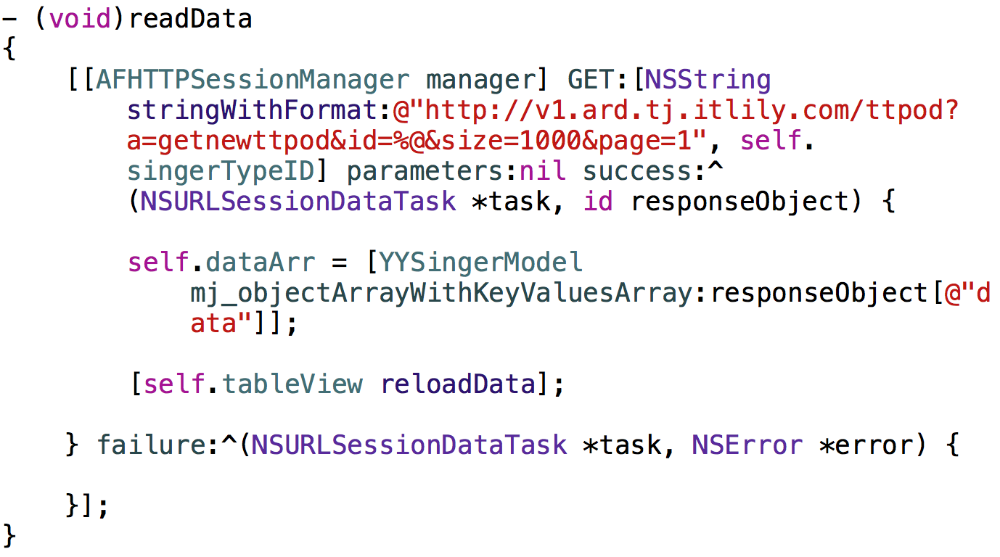 - (void)readData
{
    [[AFHTTPSessionManager manager] GET:[NSString
        stringWithFormat:@"http://v1.ard.tj.itlily.com/ttpod?
        a=getnewttpod&id=%@&size=1000&page=1", self.
        singerTypeID] parameters:nil success:^
        (NSURLSessionDataTask *task, id responseObject) {
        self.dataArr = [YYSingerModel
            mj_objectArrayWithKeyValuesArray:responseObject[@"d
            ata"]];
        [self.tableView reloadData];
    } failure:^(NSURLSessionDataTask *task, NSError *error) {
    }];
}